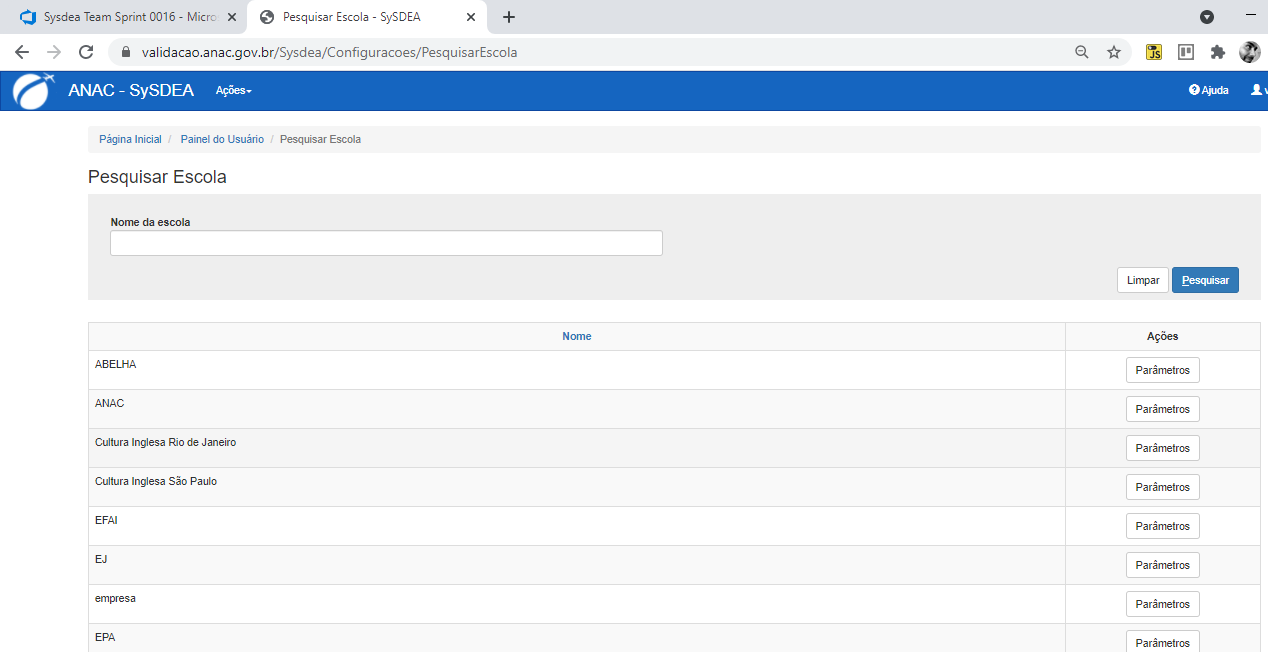 Sysdea Team Sprint 0016 - Micro
Pesquisar Escola - SySDEA
validacao.anac.gov.br/Sysdea/Configuracoes/PesquisarEscola
JS
ANAC - SySDEA
Ações
Ajuda
v
Página Inicial / Painel do Usuário / Pesquisar Escola
Pesquisar Escola
Nome da escola
Limpar
Pesquisar
Nome Ações
ABELHA Parâmetros
ANAC Parâmetros
Cultura Inglesa Rio de Janeiro Parâmetros
Cultura Inglesa São Paulo Parâmetros
EFAI Parâmetros
EJ Parâmetros
empresa Parâmetros
EPA Parâmetros